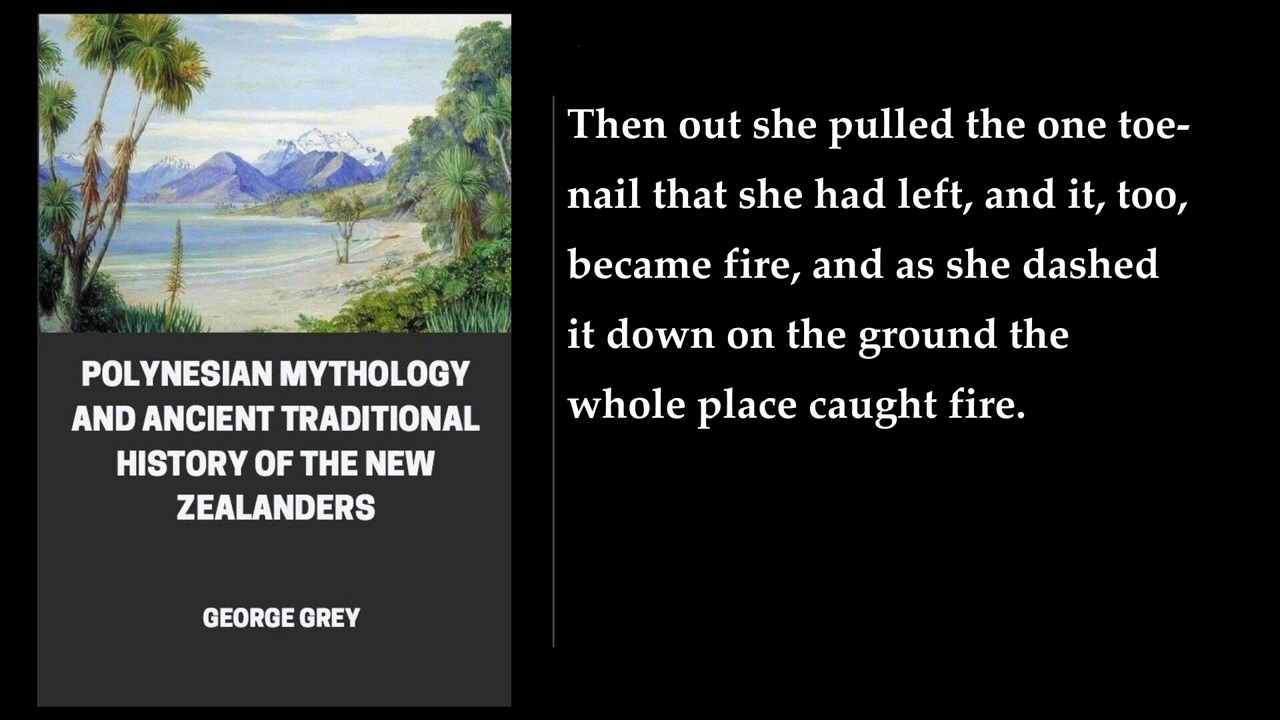 POLYNESIAN MYTHOLOGY
AND ANCIENT TRADITIONAL
HISTORY OF THE NEW
ZEALANDERS
GEORGE GREY
Then out she pulled the one toe-
nail that she had left, and it, too,
became fire, and as she dashed
it down on the ground the
whole place caught fire.